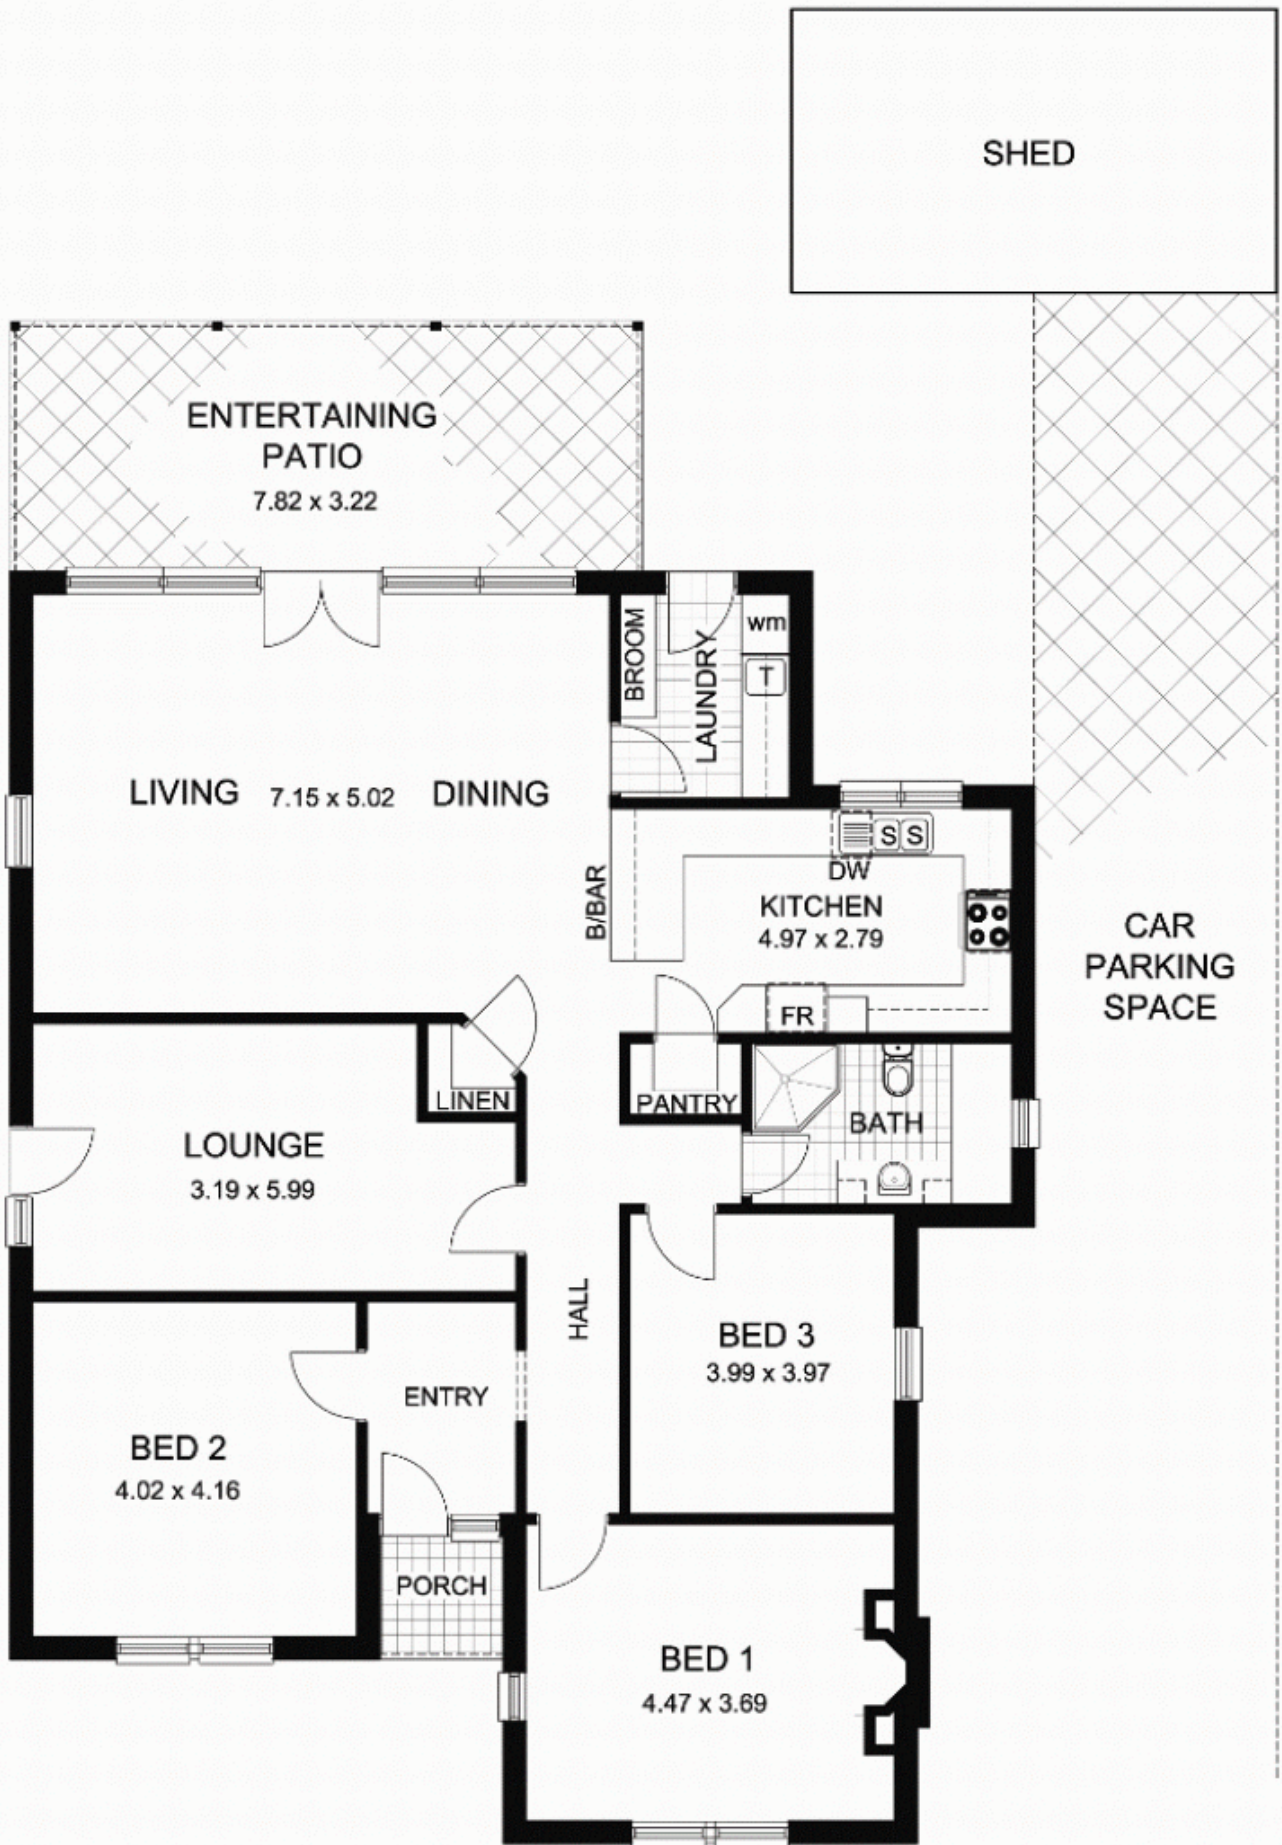 SHED
ENTERTAINING
PATIO
7.82 x 3.22
BROOM
LAUNDRY
wm
T
LIVING 7.15 x 5.02 DINING
B/BAR
S S
DW
KITCHEN
4.97 x 2.79
FR
CAR
PARKING
SPACE
LINEN
PANTRY
BATH
LOUNGE
3.19 x 5.99
HALL
BED 3
3.99 x 3.97
ENTRY
BED 2
4.02 x 4.16
PORCH
BED 1
4.47 x 3.69